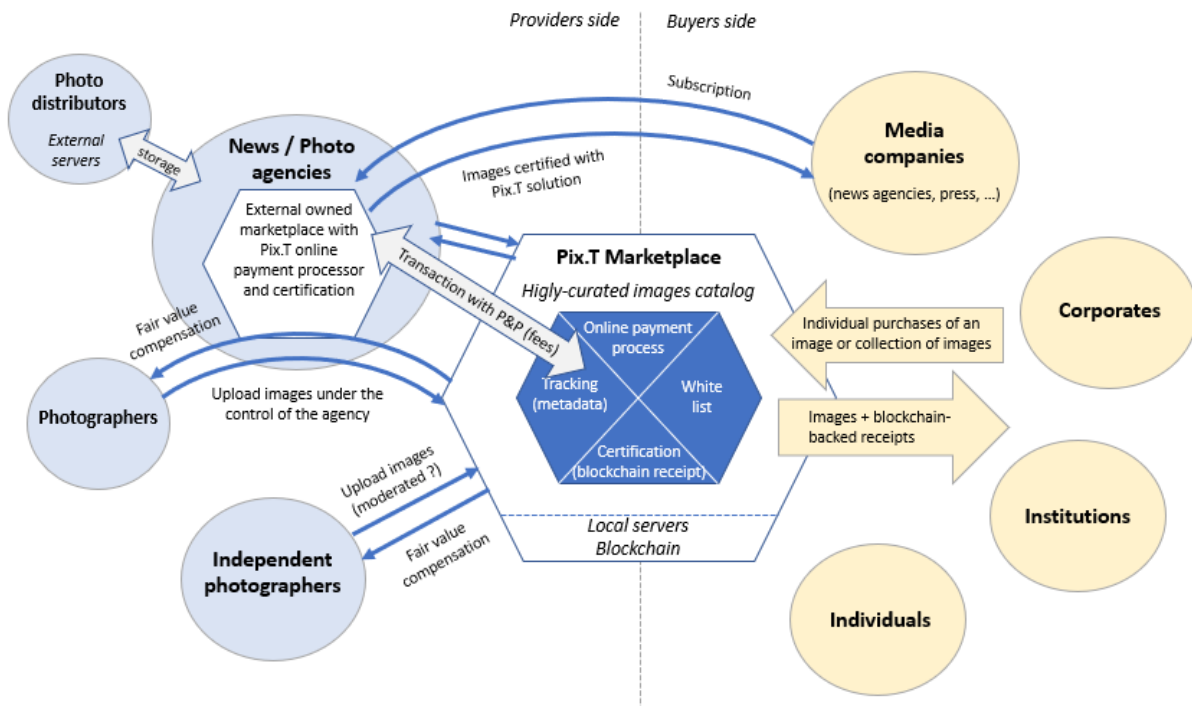 Providers side
Buyers side
Photo
distributors
External
servers
storage
News / Photo
agencies
External owned
marketplace with
Pix.T online
payment processor
and certification
Subscription
Images certified with
Pix.T solution
Media
companies
(news agencies, press, ...)
Pix.T Marketplace
Higly-curated images catalog
Transaction with P&P (fees)
Online payment
process
Tracking
(metadata)
White
list
Certification
(blockchain receipt)
Local servers
Blockchain
Fair value
compensation
Photographers
Upload images under the
control of the agency
Upload images
(moderated ?)
Fair value
compensation
Independent
photographers
Individual purchases of an
image or collection of images
Corporates
Images + blockchain-
backed receipts
Institutions
Individuals